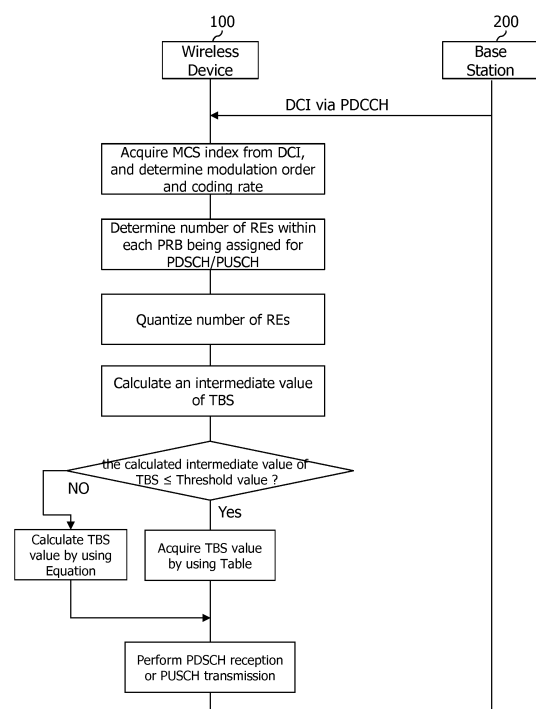 100
200
Wireless
Device
Base
Station
DCI via PDCCH
Acquire MCS index from DCI,
and determine modulation order
and coding rate
Determine number of REs within
each PRB being assigned for
PDSCH/PUSCH
Quantize number of REs
Calculate an intermediate value
of TBS
the calculated intermediate value of
TBS ≤ Threshold value ?
NO
Yes
Calculate TBS
value by using
Equation
Acquire TBS value
by using Table
Perform PDSCH reception
or PUSCH transmission